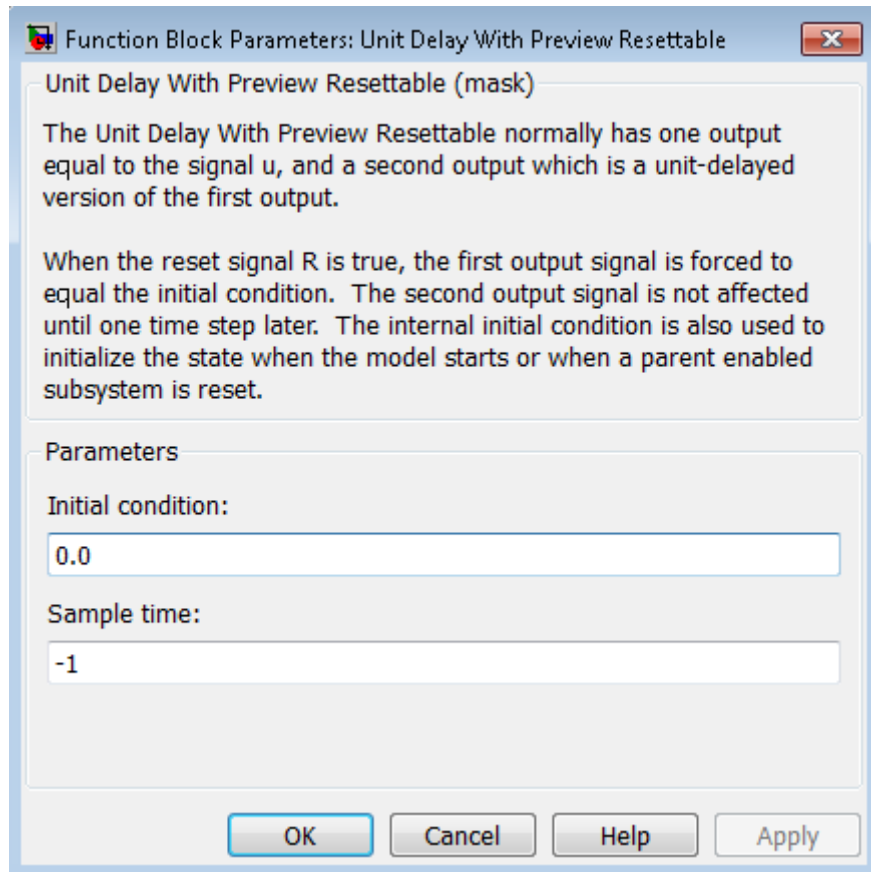 Function Block Parameters: Unit Delay With Preview Resettable
Unit Delay With Preview Resettable (mask)
The Unit Delay With Preview Resettable normally has one output
equal to the signal u, and a second output which is a unit-delayed
version of the first output.
When the reset signal R is true, the first output signal is forced to
equal the initial condition.  The second output signal is not affected
until one time step later.  The internal initial condition is also used to
initialize the state when the model starts or when a parent enabled
subsystem is reset.
Parameters
Initial condition:
0.0
Sample time:
-1
OK Cancel Help Apply